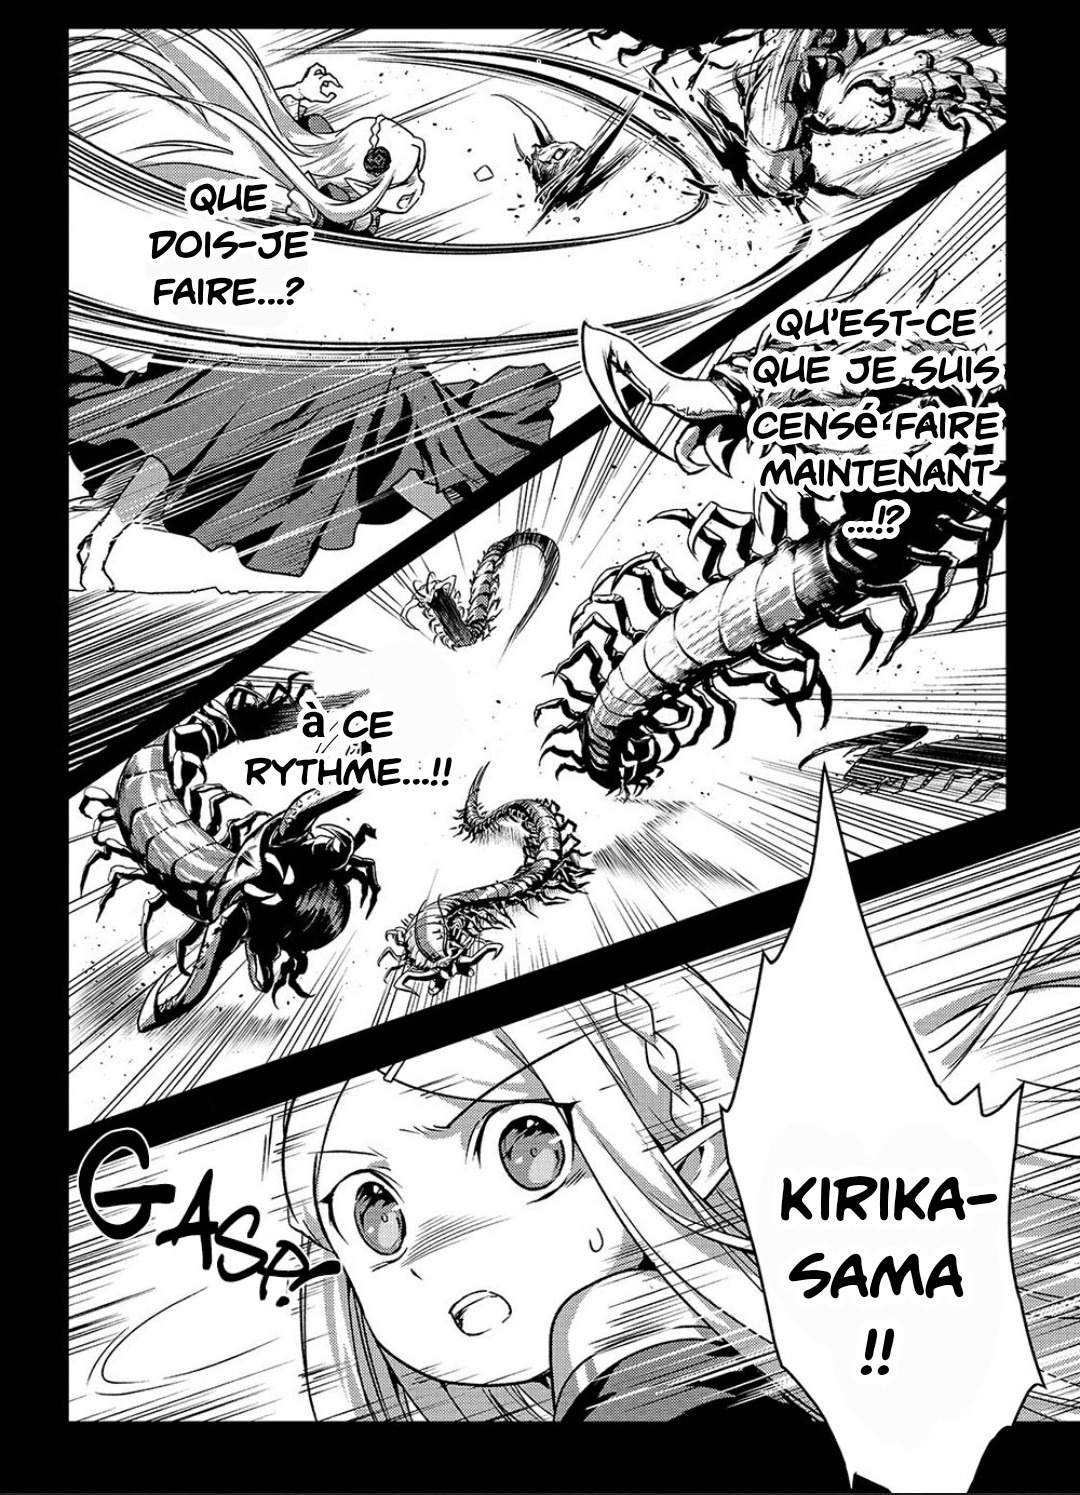 QUE
DOIS-JE
FAIRE...?
QU'EST-CE
QUE JE SUIS
CENSÉ FAIRE
MAINTENANT
...!?
À CE
RYTHME...!!
GASP!
KIRIKA-
SAMA
!!